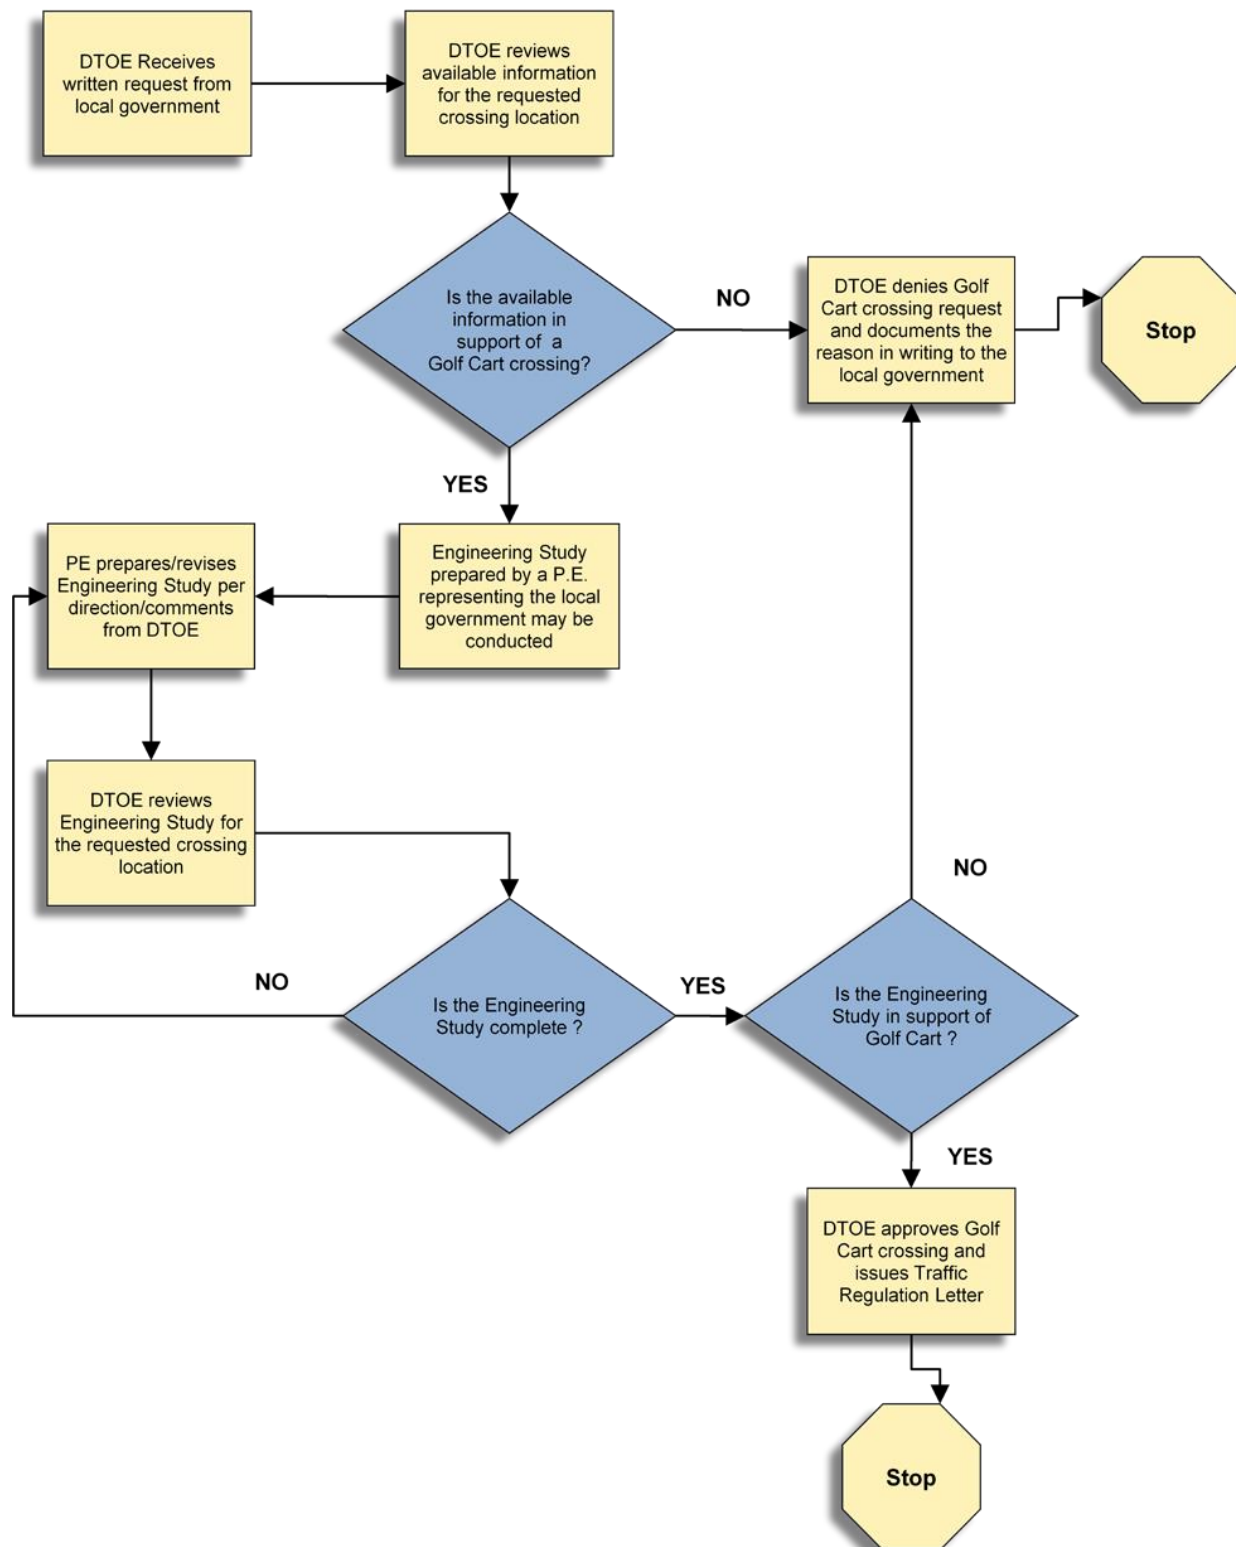 DTOE Receives
written request from
local government
DTOE reviews
available information
for the requested
crossing location
Is the available
information in
support of a
Golf Cart crossing?
NO
DTOE denies Golf
Cart crossing request
and documents the
reason in writing to the
local government
Stop
YES
Engineering Study
prepared by a P.E.
representing the local
government may be
conducted
PE prepares/revises
Engineering Study per
direction/comments
from DTOE
DTOE reviews
Engineering Study for
the requested crossing
location
Is the Engineering
Study complete ?
NO
YES
Is the Engineering
Study in support of
Golf Cart ?
NO
YES
DTOE approves Golf
Cart crossing and
issues Traffic
Regulation Letter
Stop